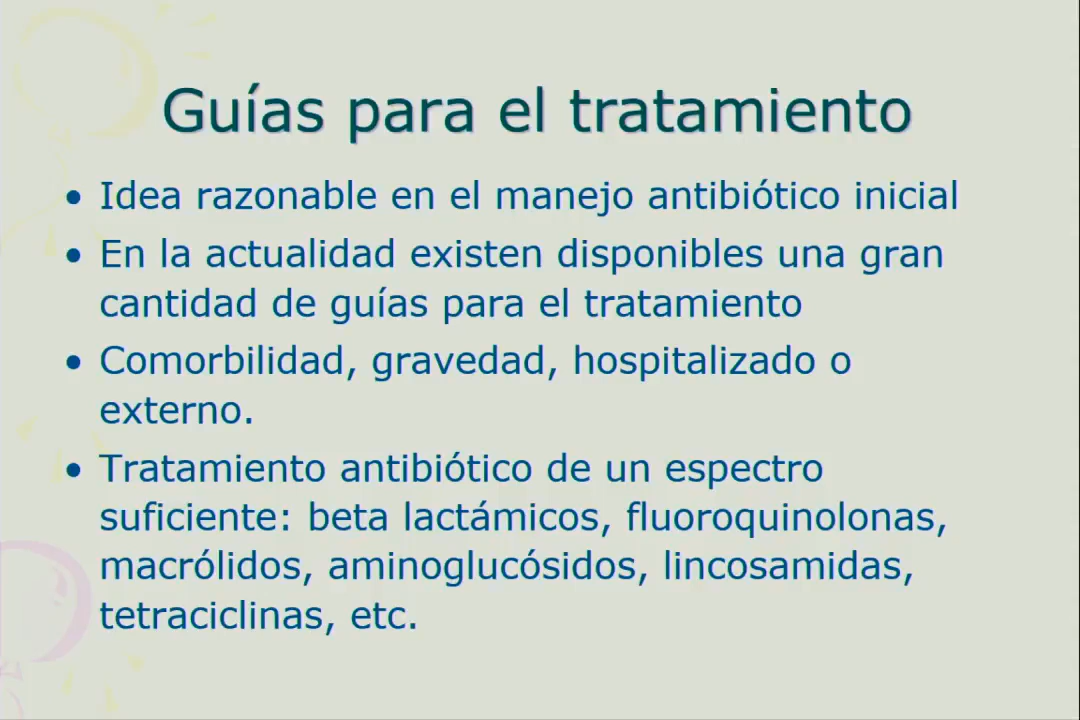 Guías para el tratamiento
• Idea razonable en el manejo antibiótico inicial
• En la actualidad existen disponibles una gran
cantidad de guías para el tratamiento
• Comorbilidad, gravedad, hospitalizado o
externo.
• Tratamiento antibiótico de un espectro
suficiente: beta lactámicos, fluoroquinolonas,
macrólidos, aminoglucósidos, lincosamidas,
tetraciclinas, etc.